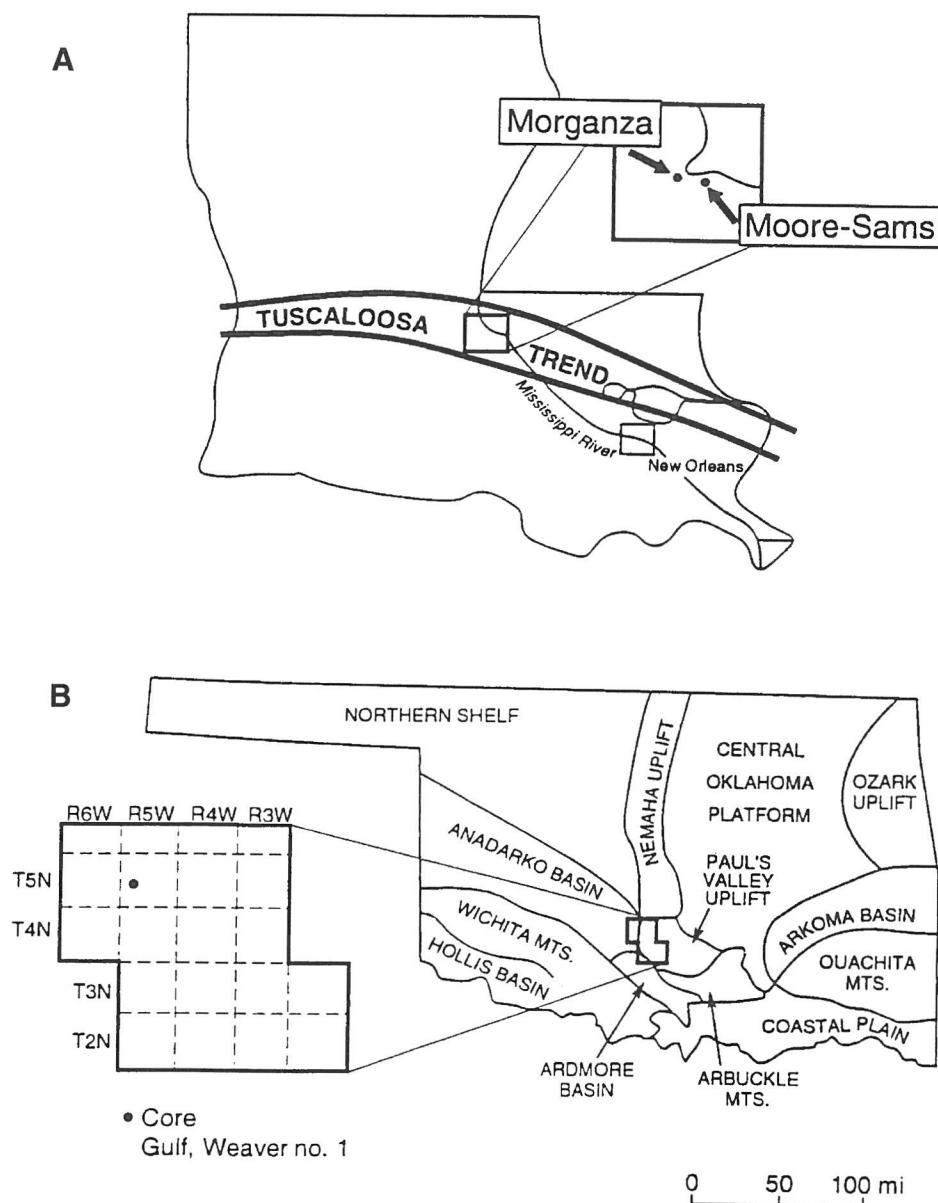 A
Morganza
Moore-Sams
TUSCALOOSA
TREND
Mississippi River
New Orleans
B
NORTHERN SHELF
NEMAHA UPLIFT
CENTRAL
OKLAHOMA
PLATFORM
OZARK
UPLIFT
R6W R5W R4W R3W
ANADARKO BASIN
PAUL'S
VALLEY
UPLIFT
T5N
T4N
WICHITA MTS.
ARKOMA BASIN
HOLLIS BASIN
OUACHITA
MTS.
T3N
T2N
COASTAL PLAIN
ARDMORE
BASIN
ARBUCKLE
MTS.
• Core
Gulf, Weaver no. 1
0 50 100 mi